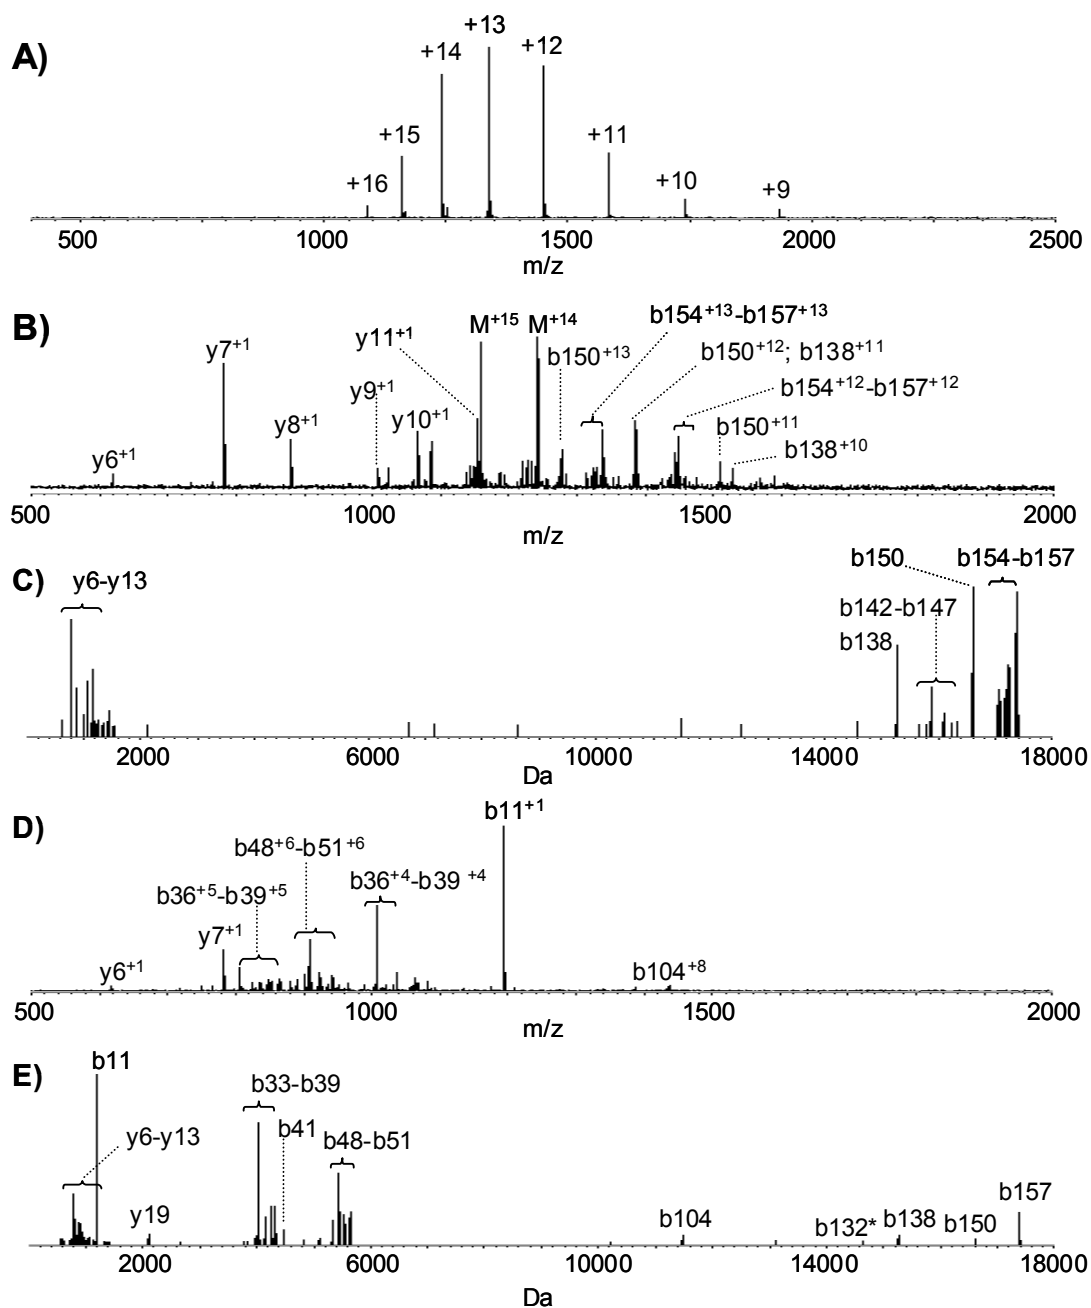 A)
+13
+14
+12
+15
+11
+16
+10
+9
500 1000 1500 2000 2500
m/z
B)
M+15 M+14
b154+13-b157+13
y11+1
y7+1
b150+13
b150+12; b138+11
y9+1
b154+12-b157+12
y8+1
y10+1
b150+11
y6+1
b138+10
500 1000 1500 2000
m/z
C)
y6-y13
b150 b154-b157
b142-b147
b138
2000 6000 10000 14000 18000
Da
D)
b11+1
b48+6-b51+6
b36+5-b39+5
b36+4-b39 +4
y7+1
y6+1
b104+8
500 1000 1500 2000
m/z
E)
b11
b33-b39
y6-y13
b41
b48-b51
y19
b104
b132*
b138
b150
b157
2000 6000 10000 14000 18000
Da